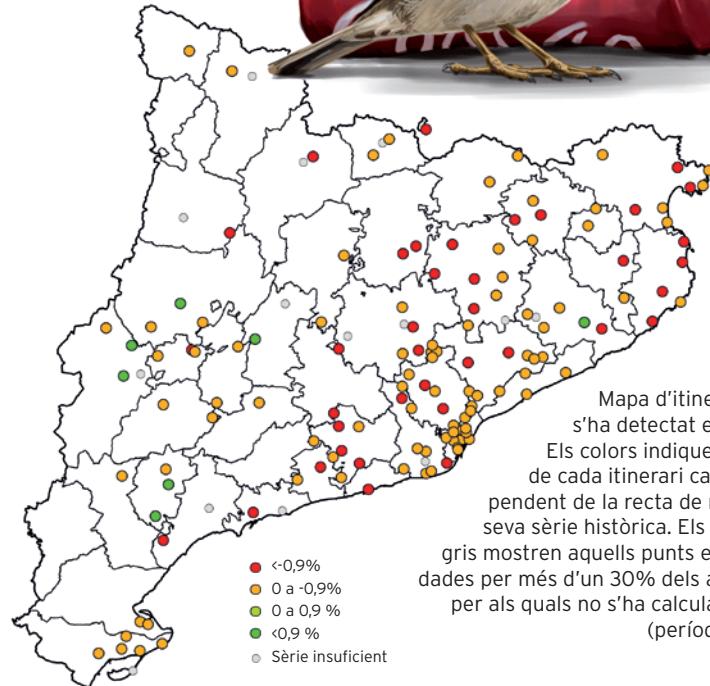 Mapa d'itine
s'ha detectat e
Els colors indique
de cada itinerari ca
pendent de la recta de
seva sèrie històrica. Els
gris mostren aquells punts e
dades per més d'un 30% dels a
per als quals no s'ha calcula
(períod
<-0,9%
0 a -0,9%
0 a 0,9 %
<0,9 %
Sèrie insuficient